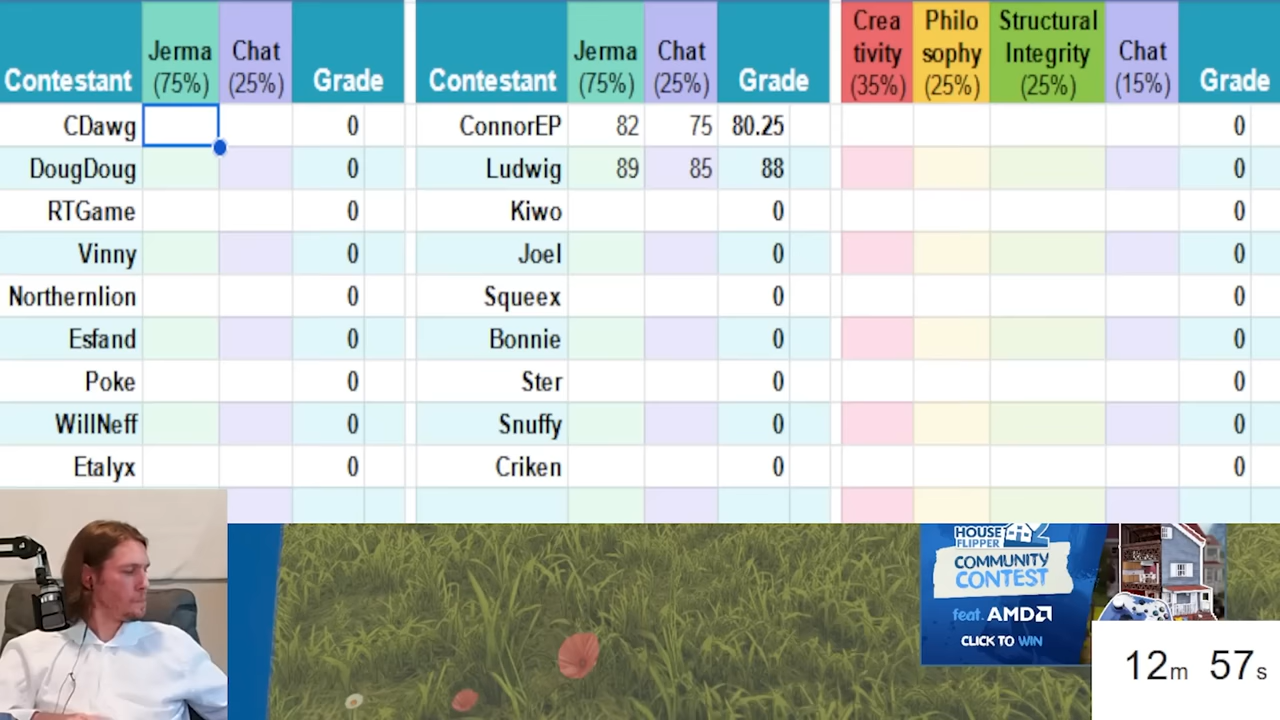 Contestant Jerma (75%) Chat (25%) Grade Contestant Jerma (75%) Chat (25%) Grade Crea tivity (35%) Philo sophy (25%) Structural Integrity (25%) Chat (15%) Grade
CDawg 0 ConnorEP 82 75 80.25 0
DougDoug 0 Ludwig 89 85 88 0
RTGame 0 Kiwo 0 0
Vinny 0 Joel 0 0
Northernlion 0 Squeex 0 0
Esfand 0 Bonnie 0 0
Poke 0 Ster 0 0
WillNeff 0 Snuffy 0 0
Etalyx 0 Criken 0 0
HOUSE
FLIPPER 2
COMMUNITY
CONTEST
feat. AMD
CLICK TO WIN
12m 57s